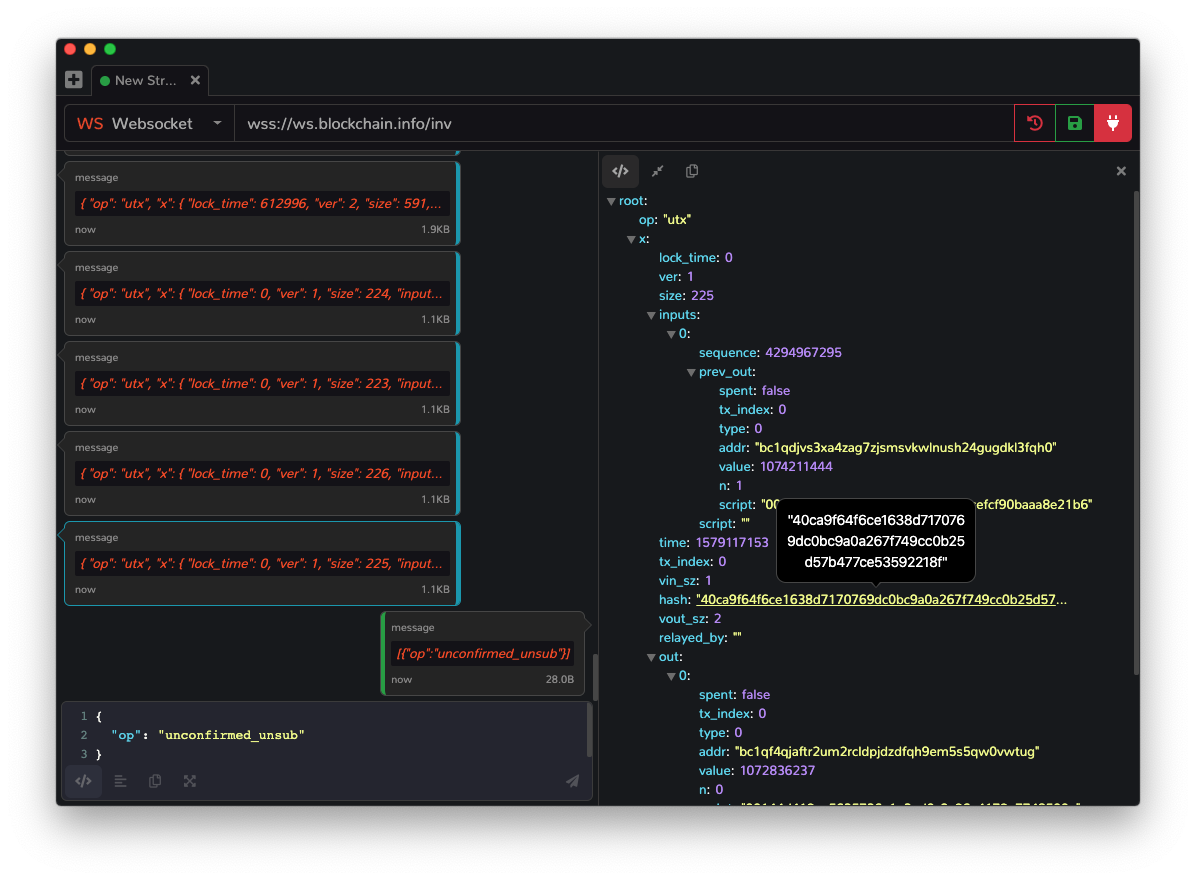 New Str...
WS Websocket
wss://ws.blockchain.info/inv
message
{ "op": "utx", "x": { "lock_time": 612996, "ver": 2, "size": 591,...
now 1.9KB
message
{ "op": "utx", "x": { "lock_time": 0, "ver": 1, "size": 224, "input...
now 1.1KB
message
{ "op": "utx", "x": { "lock_time": 0, "ver": 1, "size": 223, "input...
now 1.1KB
message
{ "op": "utx", "x": { "lock_time": 0, "ver": 1, "size": 226, "input...
now 1.1KB
message
{ "op": "utx", "x": { "lock_time": 0, "ver": 1, "size": 225, "input...
now 1.1KB
message
[{"op":"unconfirmed_unsub"}]
now 28.0B
1 {
2 "op": "unconfirmed_unsub"
3 }
root:
op: "utx"
x:
lock_time: 0
ver: 1
size: 225
inputs:
0:
sequence: 4294967295
prev_out:
spent: false
tx_index: 0
type: 0
addr: "bc1qdjvs3xa4zag7zjsmsvkwlnush24gugdkl3fqh0"
value: 1074211444
n: 1
script: "00 efcf90baaa8e21b6"
script: ""
"40ca9f64f6ce1638d717076
9dc0bc9a0a267f749cc0b25
d57b477ce53592218f"
time: 1579117153
tx_index: 0
vin_sz: 1
hash: "40ca9f64f6ce1638d7170769dc0bc9a0a267f749cc0b25d57...
vout_sz: 2
relayed_by: ""
out:
0:
spent: false
tx_index: 0
type: 0
addr: "bc1qf4qjaftr2um2rcldpjdzdfqh9em5s5qw0vwtug"
value: 1072836237
n: 0